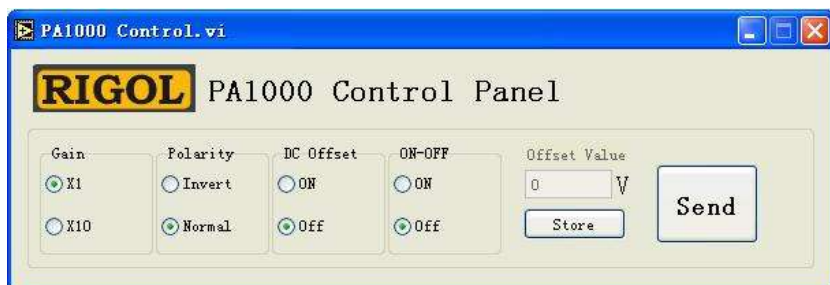 PA1000 Control.vi
RIGOL PA1000 Control Panel
Gain Polarity DC Offset ON-OFF Offset Value
X1 Invert ON ON 0 V
X10 Normal Off Off Store
Send